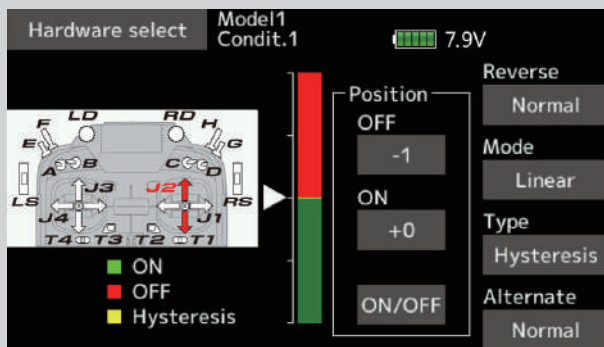 Hardware select
Model1
Condit.1
7.9V
LD RD
F H
E G
A B C D
J3 J2
LS RS
J4 J1
T4 T3 T2 T1
ON
OFF
Hysteresis
Position
OFF
-1
ON
+0
ON/OFF
Reverse
Normal
Mode
Linear
Type
Hysteresis
Alternate
Normal